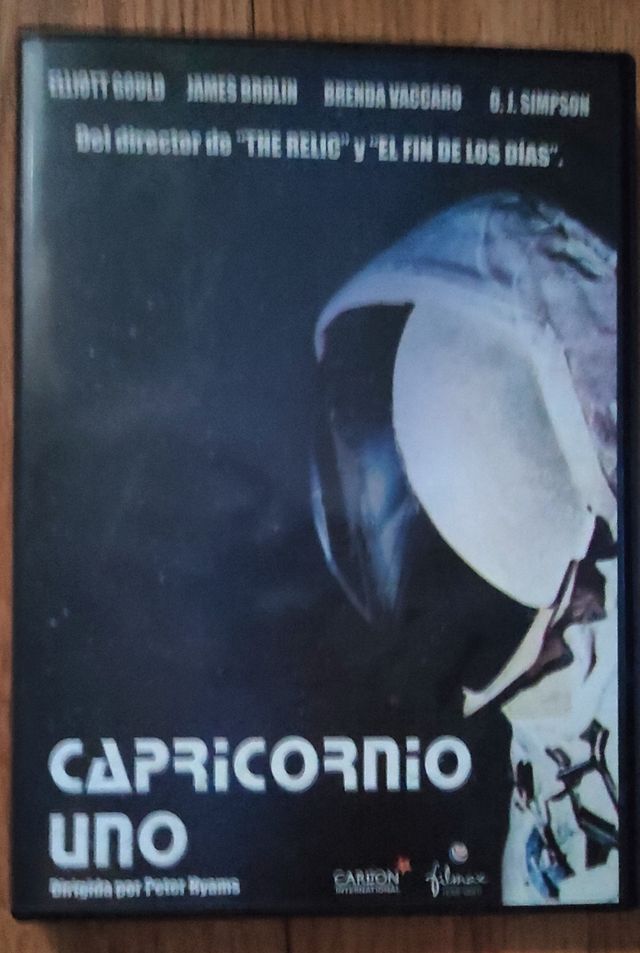 ELLIOTT GOULD JAMES BROLIN BRENDA VACCARO O. J. SIMPSON
Del director de "THE RELIC" y "EL FIN DE LOS DÍAS".
CAPRICORNIO
UNO
Dirigida por Peter Hyams
CARLTON
INTERNATIONAL
filmax